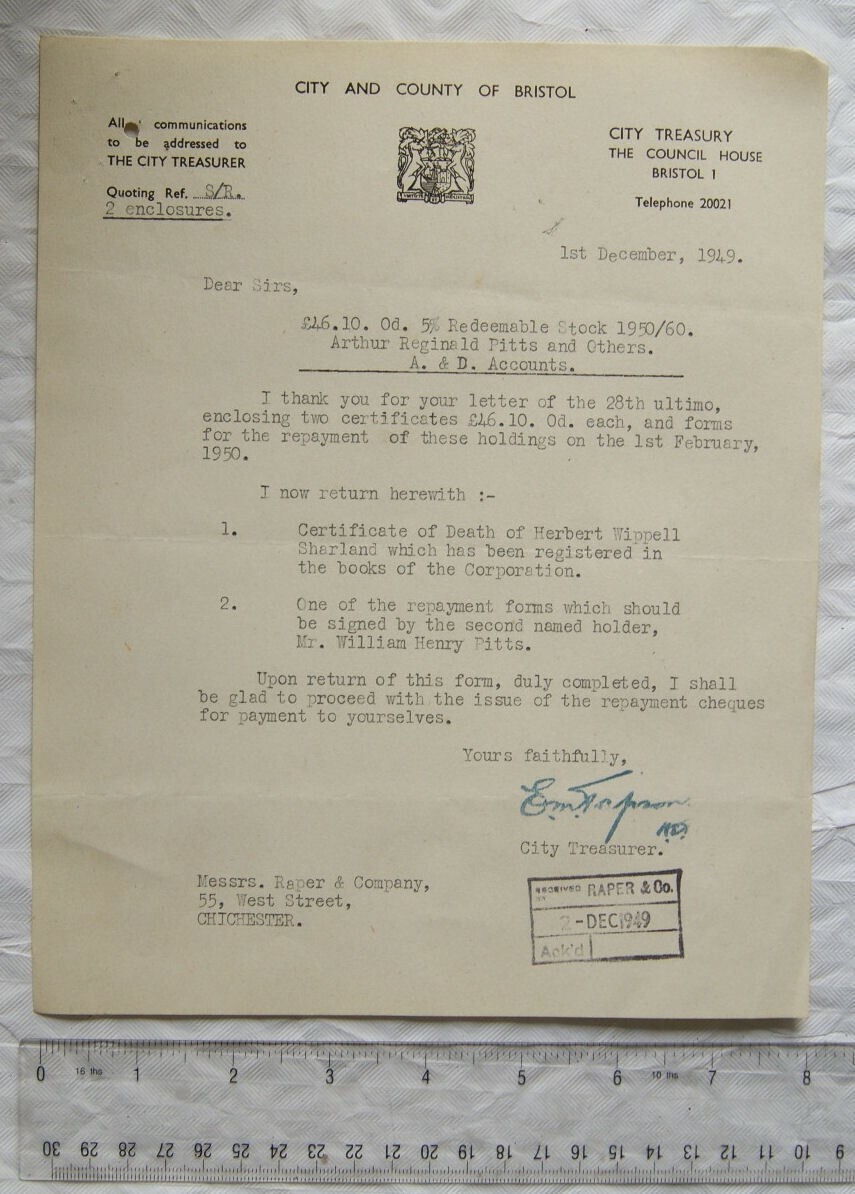 CITY AND COUNTY OF BRISTOL
All communications
to be addressed to
THE CITY TREASURER
Quoting Ref. S/R.
2 enclosures.
CITY TREASURY
THE COUNCIL HOUSE
BRISTOL 1
Telephone 20021
1st December, 1949.
Dear Sirs,
£46.10. 0d. 5% Redeemable Stock 1950/60.
Arthur Reginald Pitts and Others.
A. & D. Accounts.
I thank you for your letter of the 28th ultimo,
enclosing two certificates £46.10. 0d. each, and forms
for the repayment of these holdings on the 1st February,
1950.
I now return herewith :-
1. Certificate of Death of Herbert Wippell
Sharland which has been registered in
the books of the Corporation.
2. One of the repayment forms which should
be signed by the second named holder,
Mr. William Henry Pitts.
Upon return of this form, duly completed, I shall
be glad to proceed with the issue of the repayment cheques
for payment to yourselves.
Yours faithfully,
City Treasurer.
Messrs. Raper & Company,
55, West Street,
CHICHESTER.
RECEIVED RAPER & Co.
2-DEC 1949
Ack'd
0 16 ths 1 2 3 4 5 6 10 ths 7 8
30 29 28 27 26 25 24 23 22 21 20 19 18 17 16 15 14 13 12 11 10 9